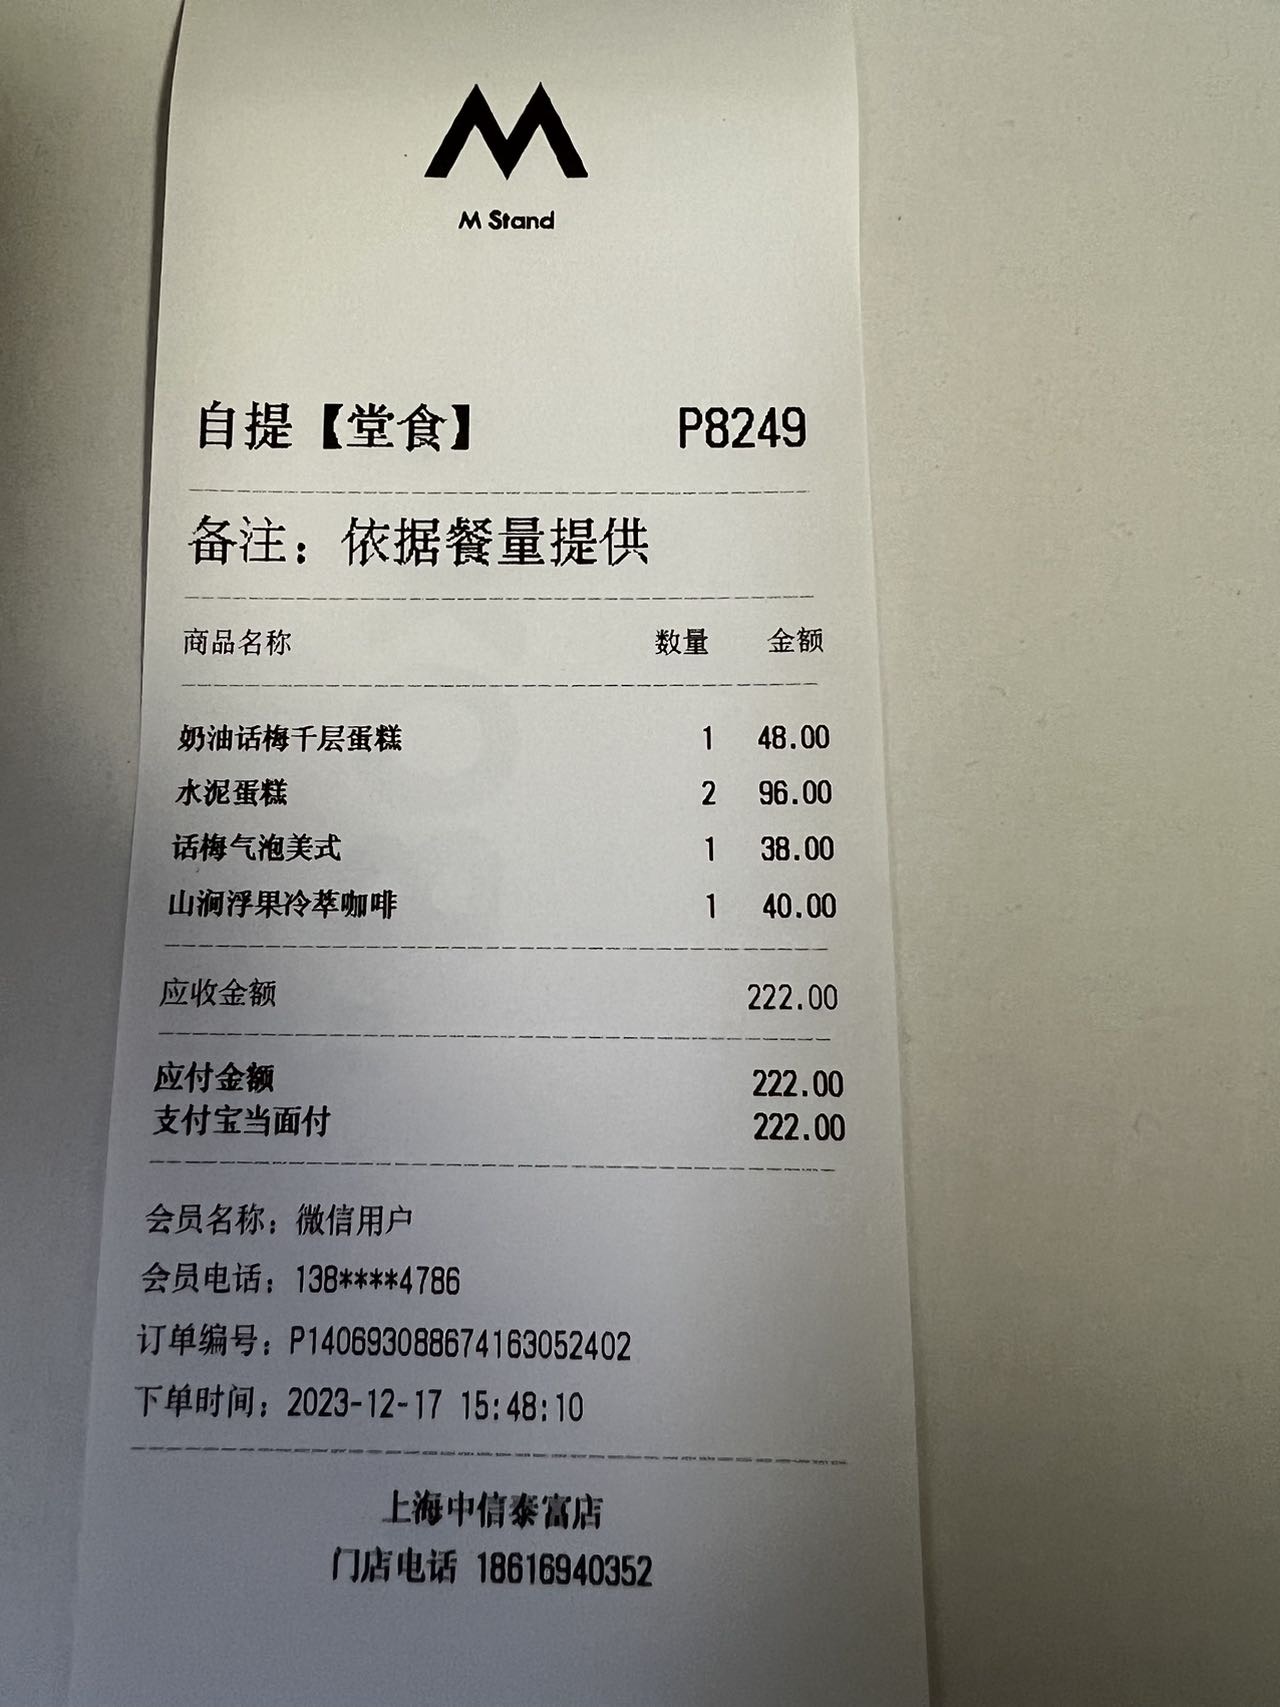 M Stand
自提【堂食】 P8249
备注：依据餐量提供
商品名称 数量 金额
奶油话梅千层蛋糕 1 48.00
水泥蛋糕 2 96.00
话梅气泡美式 1 38.00
山涧浮果冷萃咖啡 1 40.00
应收金额 222.00
应付金额 222.00
支付宝当面付 222.00
会员名称：微信用户
会员电话：138****4786
订单编号：P140693088674163052402
下单时间：2023-12-17 15:48:10
上海中信泰富店
门店电话 18616940352